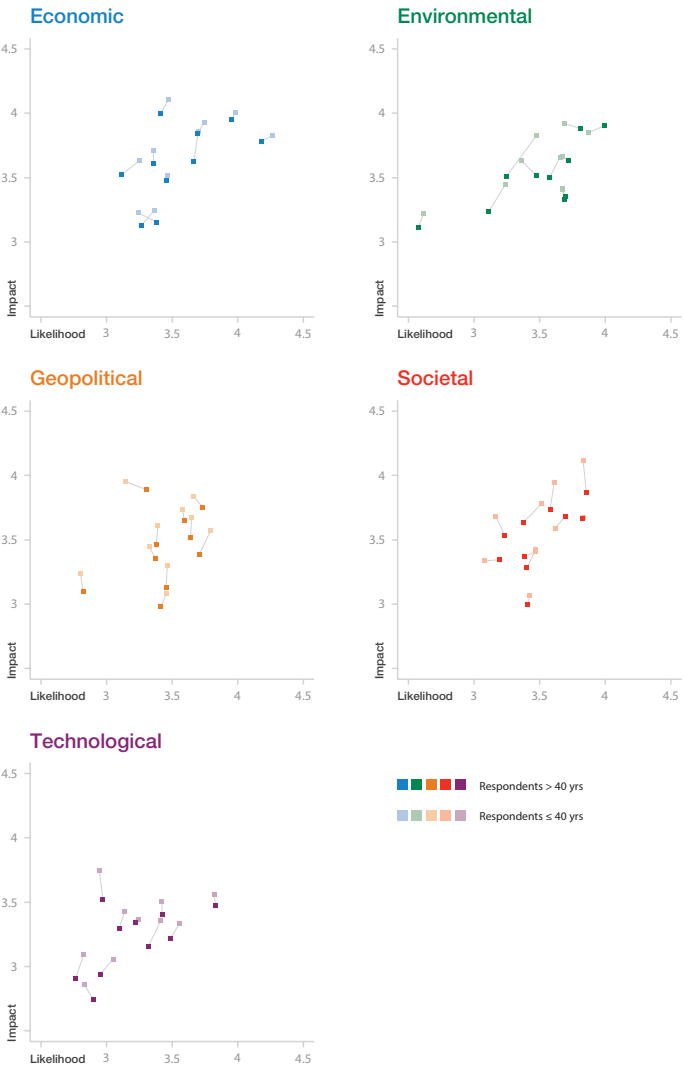 Economic
4.5
4
3.5
3
Impact
Likelihood 3 3.5 4 4.5
Environmental
4.5
4
3.5
3
Impact
Likelihood 3 3.5 4 4.5
Geopolitical
4.5
4
3.5
3
Impact
Likelihood 3 3.5 4 4.5
Societal
4.5
4
3.5
3
Impact
Likelihood 3 3.5 4 4.5
Technological
4.5
4
3.5
3
Impact
Likelihood 3 3.5 4 4.5
Respondents > 40 yrs
Respondents ≤ 40 yrs